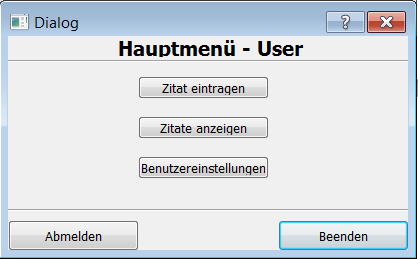 Dialog
Hauptmenü - User
Zitat eintragen
Zitate anzeigen
Benutzereinstellungen
Abmelden
Beenden